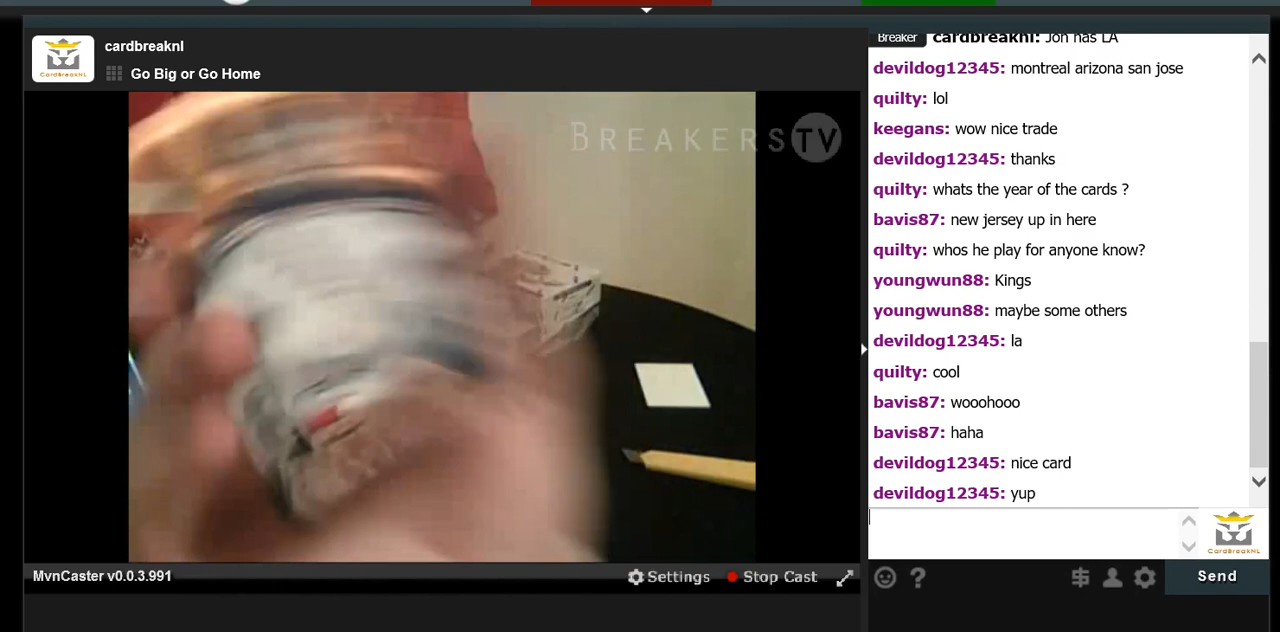 cardbreaknl
Go Big or Go Home
CardBreakNL
BREAKERSTV
Breaker cardbreaknl: Jon has LA
devildog12345: montreal arizona san jose
quilty: lol
keegans: wow nice trade
devildog12345: thanks
quilty: whats the year of the cards ?
bavis87: new jersey up in here
quilty: whos he play for anyone know?
youngwun88: Kings
youngwun88: maybe some others
devildog12345: la
quilty: cool
bavis87: wooohooo
bavis87: haha
devildog12345: nice card
devildog12345: yup
CardBreakNL
MvnCaster v0.0.3.991
Settings
Stop Cast
?
Send